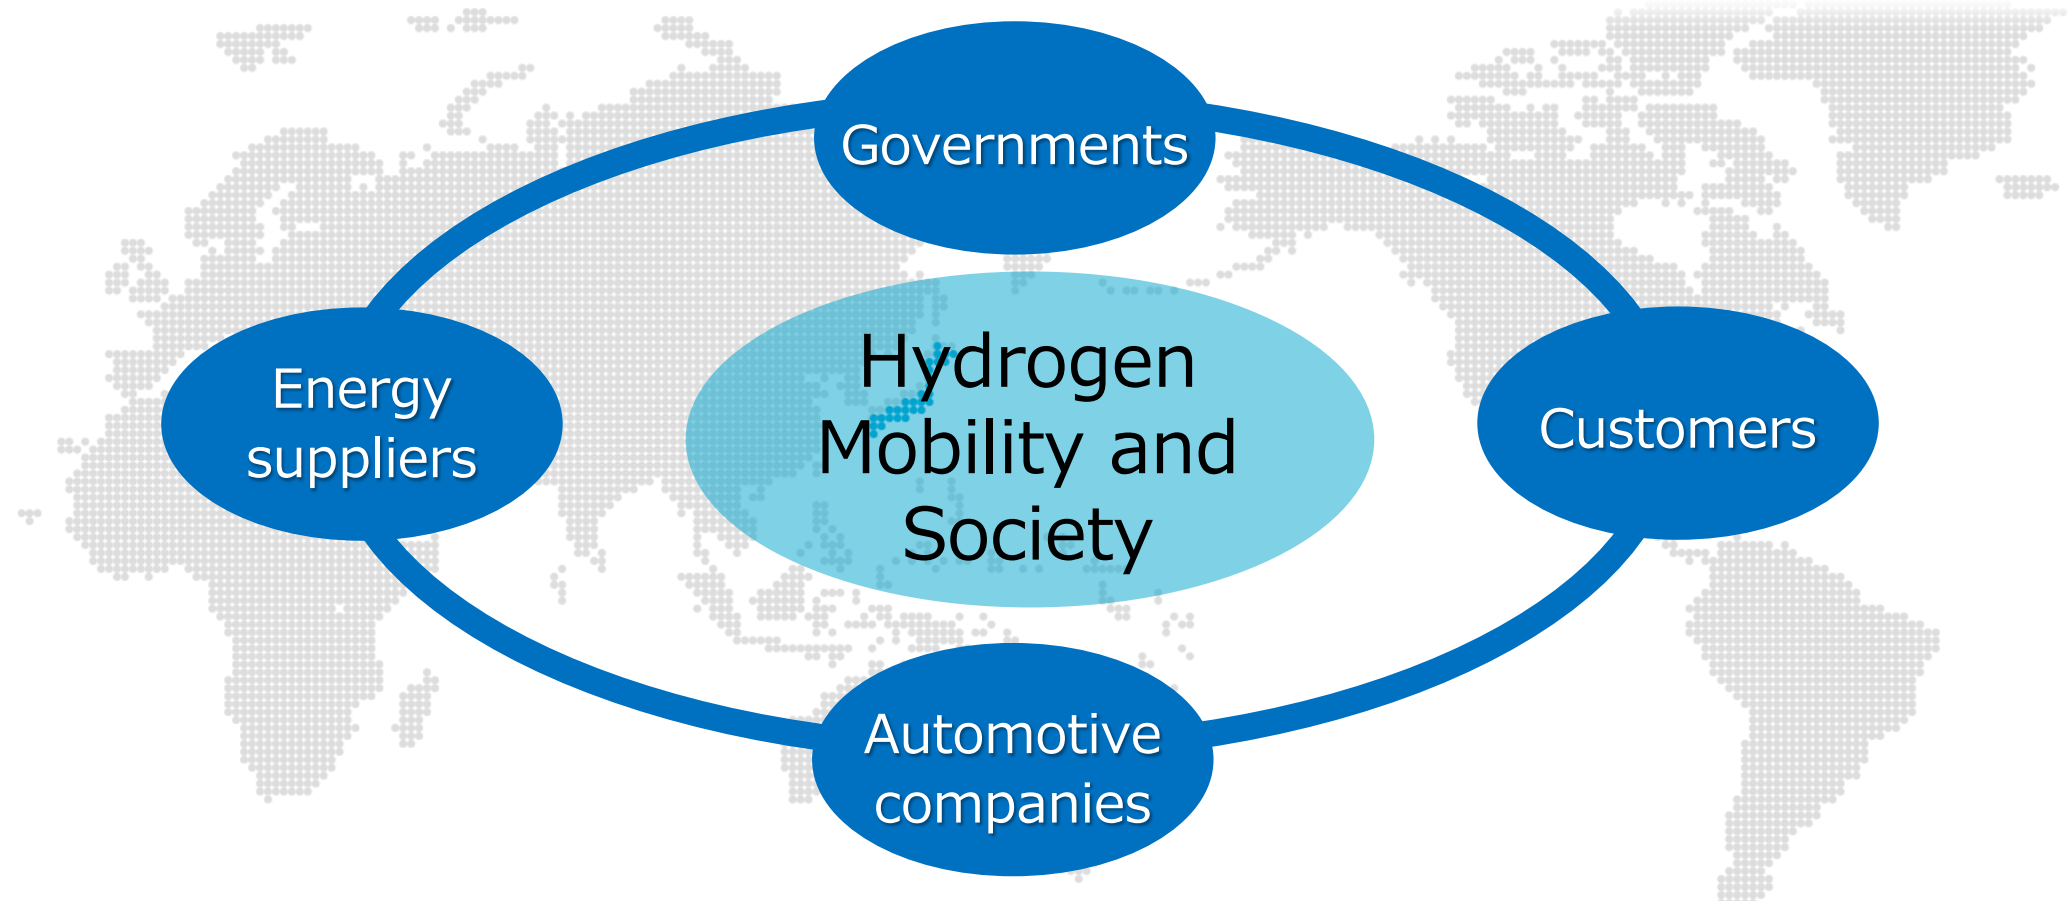 Governments
Energy
suppliers
Hydrogen
Mobility and
Society
Customers
Automotive
companies